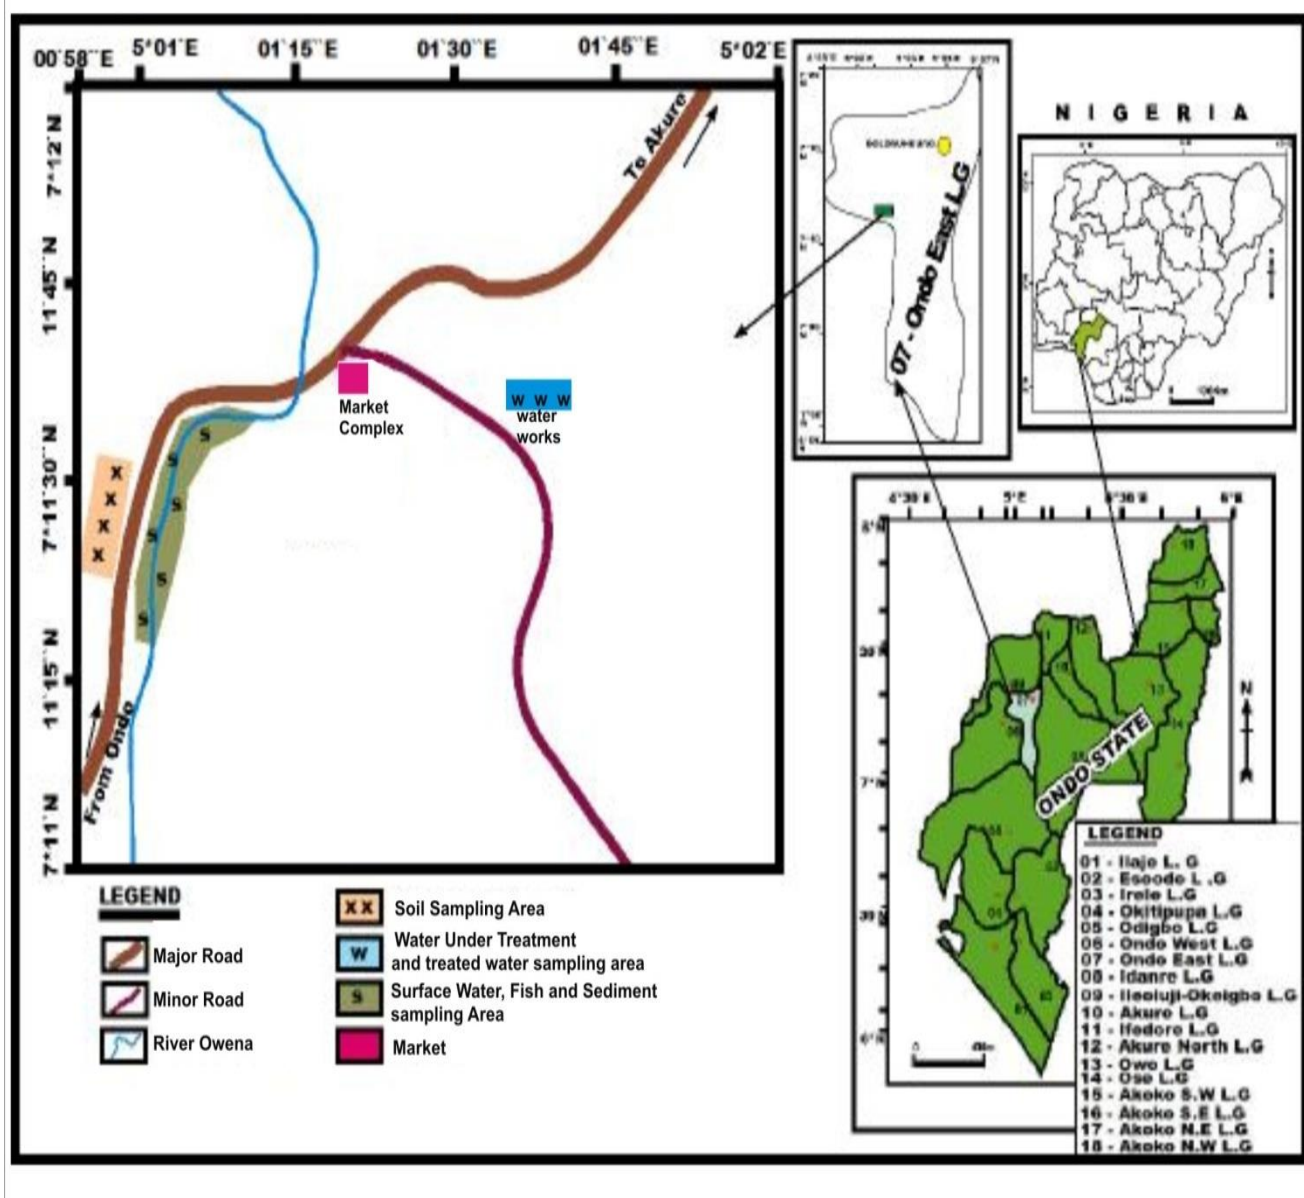 00¨58¨¨E 5°01´E 01´15¨E 01´30¨E 01´45¨E 5°02´E
7°12´N
11´45¨N
7°11´30¨N
11´15¨N
7°11´N
To Akure
From Ondo
Market
Complex
W W W
water
works
X
X
X
X
S
S
S
S
S
S
07 - Ondo East L.G
NIGERIA
5°E
ONDO STATE
N
LEGEND
Major Road
Minor Road
River Owena
XX Soil Sampling Area
W Water Under Treatment
and treated water sampling area
S Surface Water, Fish and Sediment
sampling Area
Market
LEGEND
01 - Ilaje L. G
02 - Eseodo L .G
03 - Irele L.G
04 - Okitipupa L.G
05 - Odigbo L.G
06 - Ondo West L.G
07 - Ondo East L.G
08 - Idanre L.G
09 - Ileoluji-Okeigbo L.G
10 - Akure L.G
11 - Ifedore L.G
12 - Akure North L.G
13 - Owo L.G
14 - Ose L.G
15 - Akoko S.W L.G
16 - Akoko S.E L.G
17 - Akoko N.E L.G
18 - Akoko N.W L.G